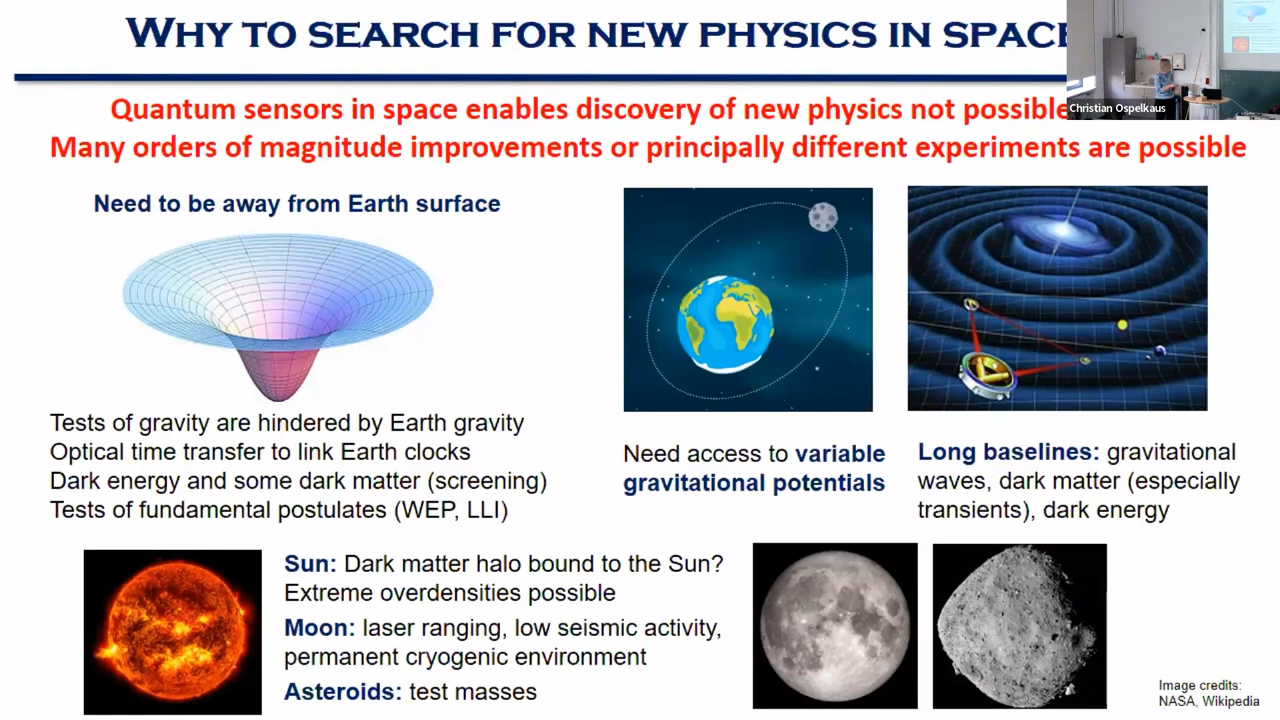 WHY TO SEARCH FOR NEW PHYSICS IN SPACE
Christian Ospelkaus
Quantum sensors in space enables discovery of new physics not possible
Many orders of magnitude improvements or principally different experiments are possible
Need to be away from Earth surface
Tests of gravity are hindered by Earth gravity
Optical time transfer to link Earth clocks
Dark energy and some dark matter (screening)
Tests of fundamental postulates (WEP, LLI)
Need access to variable
gravitational potentials
Long baselines: gravitational
waves, dark matter (especially
transients), dark energy
Sun: Dark matter halo bound to the Sun?
Extreme overdensities possible
Moon: laser ranging, low seismic activity,
permanent cryogenic environment
Asteroids: test masses
Image credits:
NASA, Wikipedia